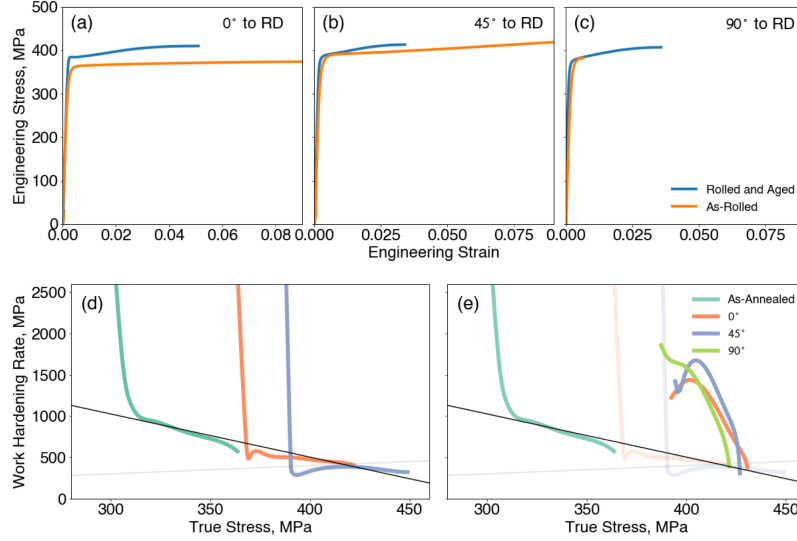 (a) 0° to RD
(b) 45° to RD
(c) 90° to RD
Engineering Stress, MPa
500
400
300
200
100
0
0.00 0.02 0.04 0.06 0.08
0.000 0.025 0.050 0.075
0.000 0.025 0.050 0.075
Engineering Strain
Rolled and Aged
As-Rolled
(d)
(e)
Work Hardening Rate, MPa
2500
2000
1500
1000
500
0
300 350 400 450
True Stress, MPa
300 350 400 450
True Stress, MPa
As-Annealed
0°
45°
90°